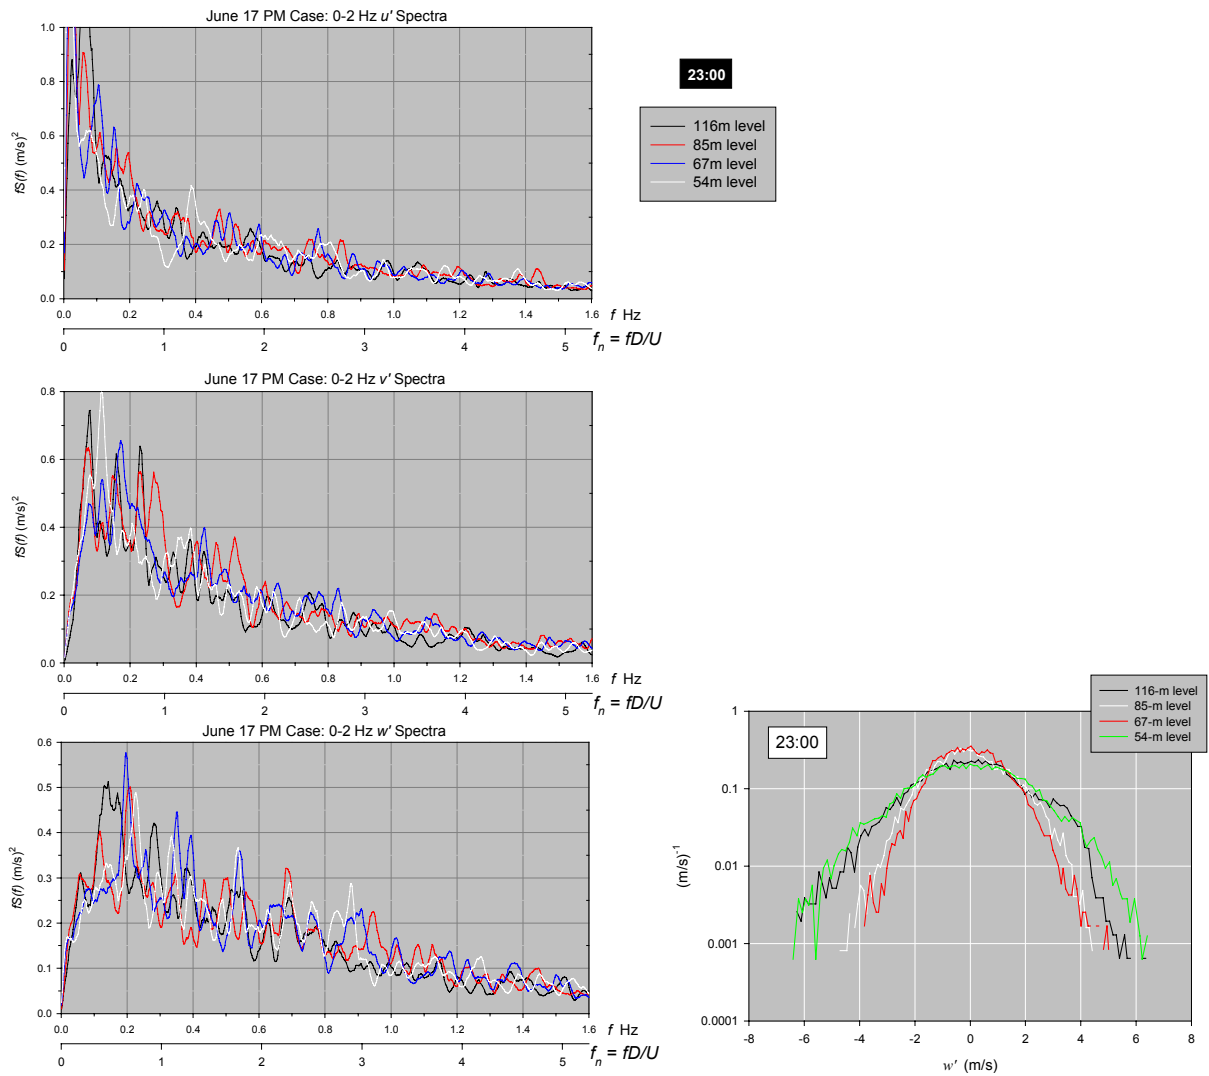 June 17 PM Case: 0-2 Hz u' Spectra
1.0
0.8
0.6
0.4
0.2
0.0
fS(f) (m/s)²
0.0 0.2 0.4 0.6 0.8 1.0 1.2 1.4 1.6 f Hz
0 1 2 3 4 5 fₙ = fD/U
23:00
116m level
85m level
67m level
54m level
June 17 PM Case: 0-2 Hz v' Spectra
0.8
0.6
0.4
0.2
0.0
fS(f) (m/s)²
0.0 0.2 0.4 0.6 0.8 1.0 1.2 1.4 1.6 f Hz
0 1 2 3 4 5 fₙ = fD/U
June 17 PM Case: 0-2 Hz w' Spectra
0.6
0.5
0.4
0.3
0.2
0.1
0.0
fS(f) (m/s)²
0.0 0.2 0.4 0.6 0.8 1.0 1.2 1.4 1.6 f Hz
0 1 2 3 4 5 fₙ = fD/U
116-m level
85-m level
67-m level
54-m level
23:00
1
0.1
0.01
0.001
0.0001
(m/s)⁻¹
-8 -6 -4 -2 0 2 4 6 8
w' (m/s)